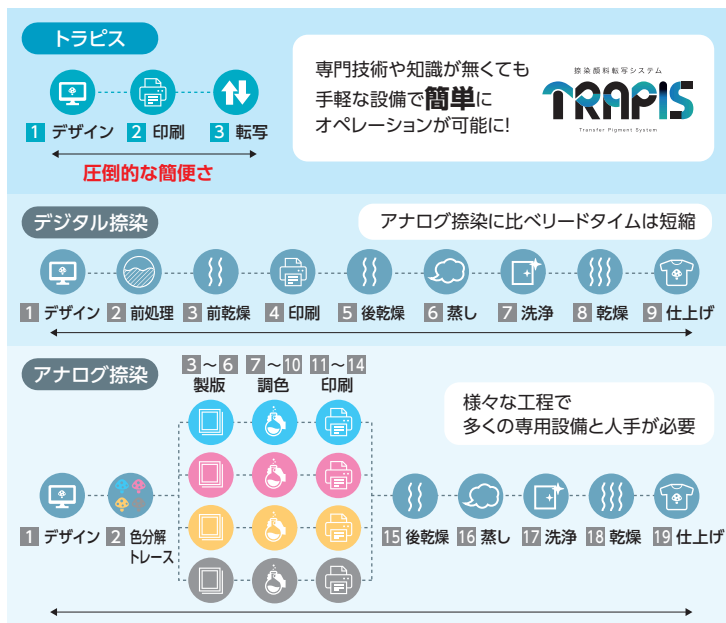 トラピス
1 デザイン 2 印刷 3 転写
圧倒的な簡便さ
専門技術や知識が無くても
手軽な設備で簡単に
オペレーションが可能に!
捺染顔料転写システム
TRAPIS
Transfer Pigment System
デジタル捺染
アナログ捺染に比べリードタイムは短縮
1 デザイン 2 前処理 3 前乾燥 4 印刷 5 後乾燥 6 蒸し 7 洗浄 8 乾燥 9 仕上げ
アナログ捺染
3～6 7～10 11～14
製版 調色 印刷
様々な工程で
多くの専用設備と人手が必要
1 デザイン 2 色分解 15 後乾燥 16 蒸し 17 洗浄 18 乾燥 19 仕上げ
トレース